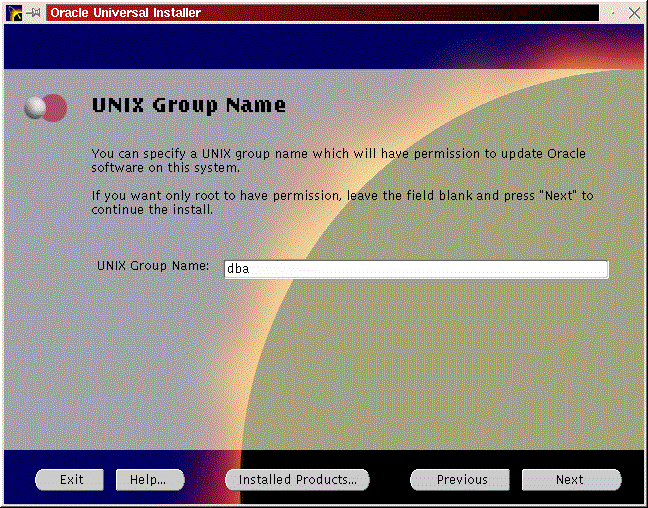 Oracle Universal Installer
UNIX Group Name
You can specify a UNIX group name which will have permission to update Oracle
software on this system.
If you want only root to have permission, leave the field blank and press "Next" to
continue the install.
UNIX Group Name: dba
Exit Help... Installed Products... Previous Next